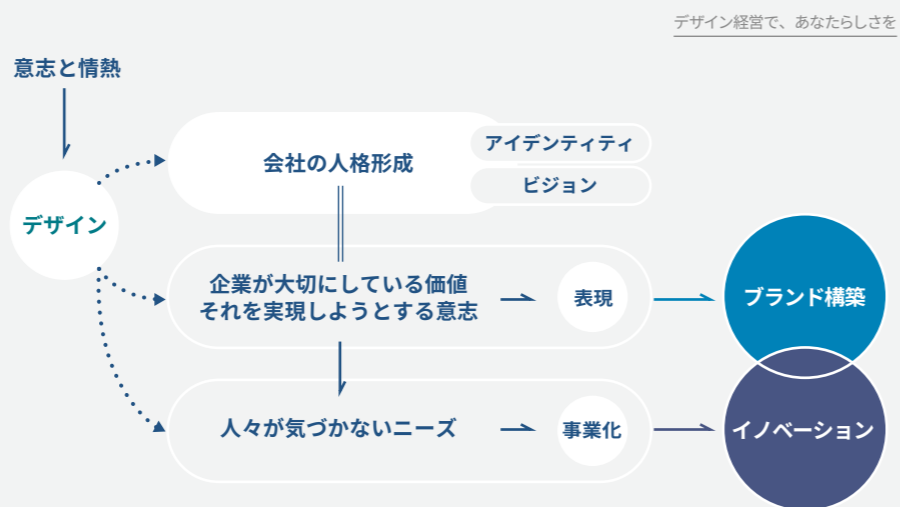 デザイン経営で、あなたらしさを
意志と情熱
デザイン
会社の人格形成
アイデンティティ
ビジョン
企業が大切にしている価値
それを実現しようとする意志
表現
ブランド構築
人々が気づかないニーズ
事業化
イノベーション